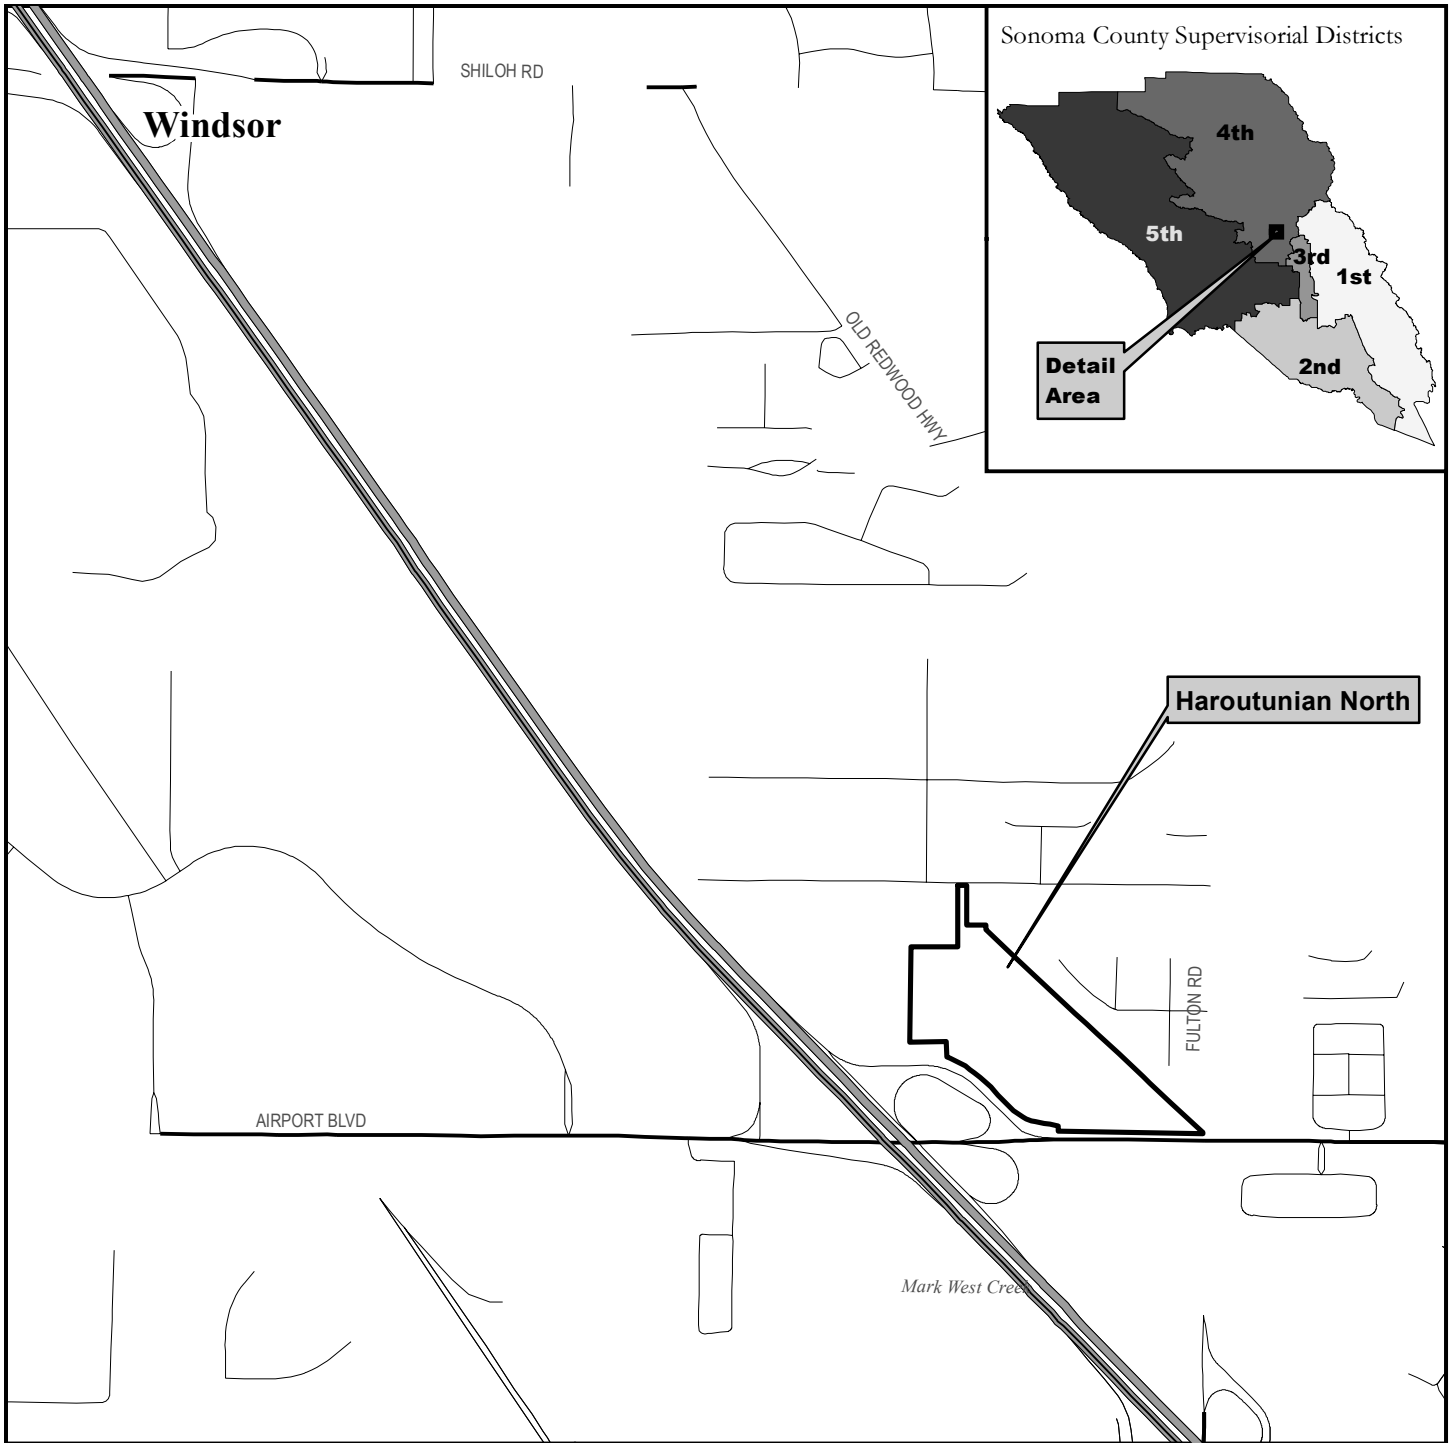 Sonoma County Supervisorial Districts
SHILOH RD
Windsor
4th
5th
3rd
1st
2nd
Detail
Area
OLD REDWOOD HWY
Haroutunian North
FULTON RD
AIRPORT BLVD
Mark West Creek